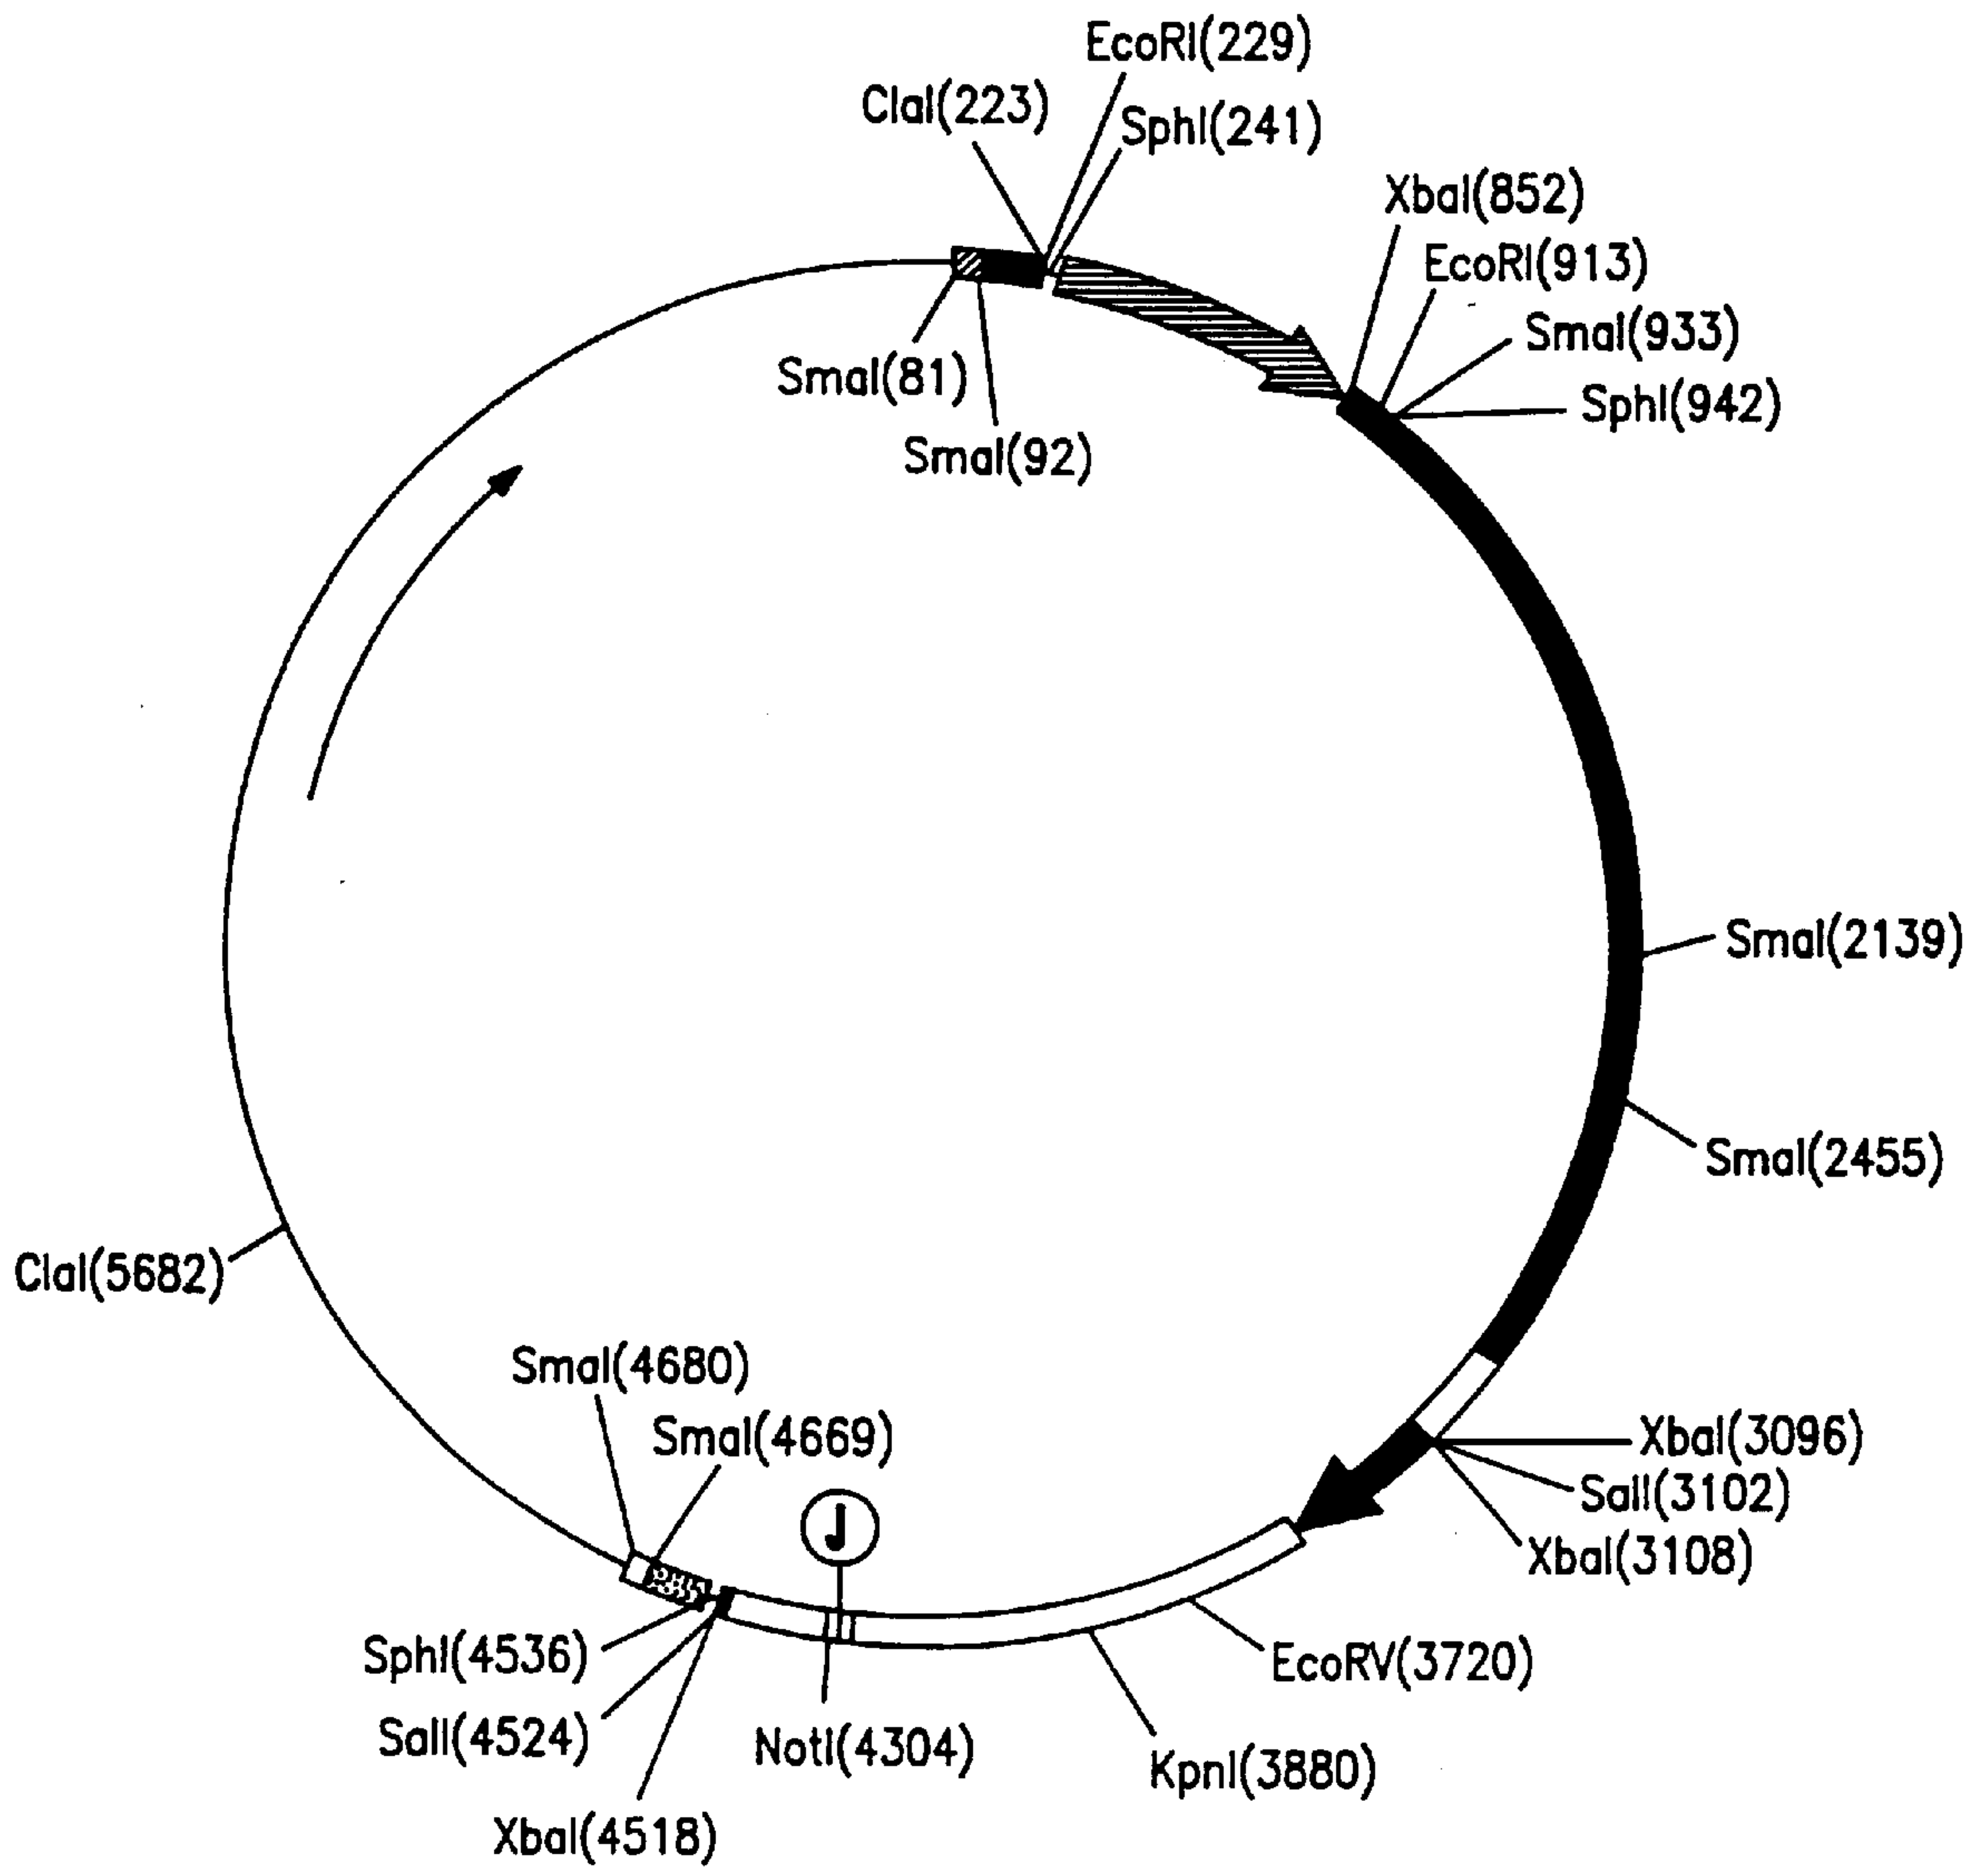 EcoRI(229)
ClaI(223)
SphI(241)
XbaI(852)
EcoRI(913)
SmaI(933)
SmaI(81)
SphI(942)
SmaI(92)
SmaI(2139)
SmaI(2455)
ClaI(5682)
SmaI(4680)
SmaI(4669)
XbaI(3096)
SalI(3102)
J
XbaI(3108)
SphI(4536)
EcoRV(3720)
SalI(4524)
NotI(4304)
KpnI(3880)
XbaI(4518)